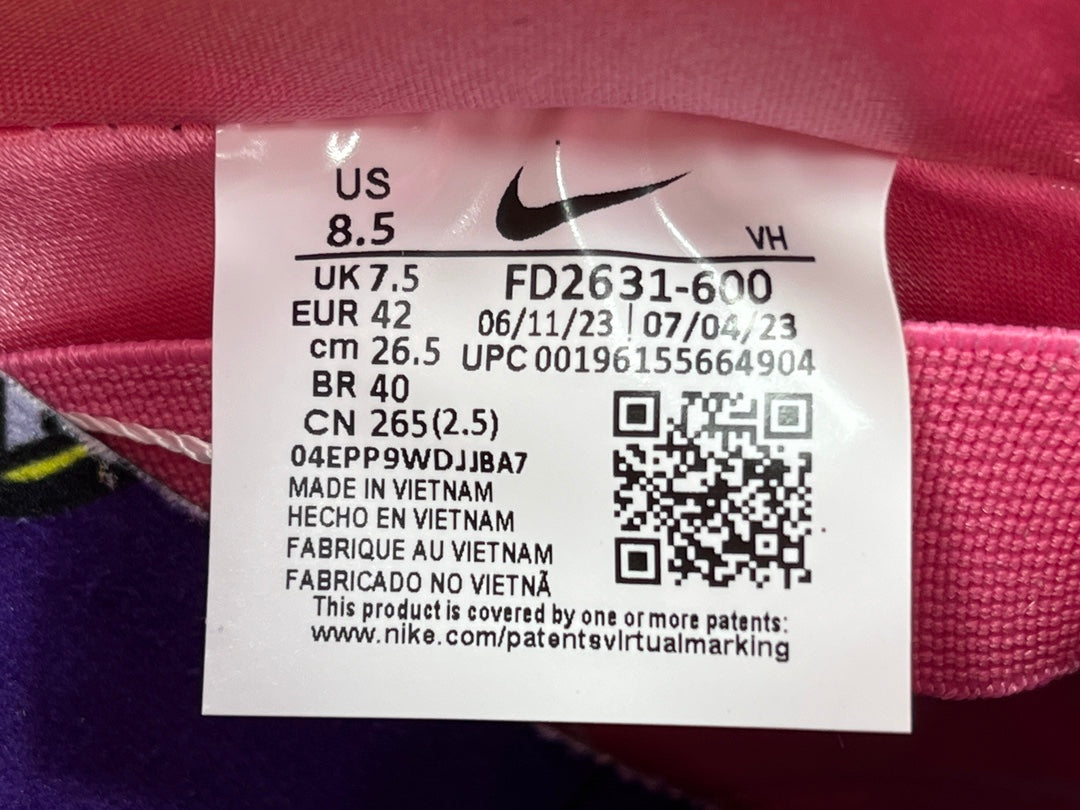 US
8.5
VH
UK 7.5
FD2631-600
EUR 42
06/11/23 | 07/04/23
cm 26.5
UPC 00196155664904
BR 40
CN 265(2.5)
04EPP9WDJJBA7
MADE IN VIETNAM
HECHO EN VIETNAM
FABRIQUE AU VIETNAM
FABRICADO NO VIETNÃ
This product is covered by one or more patents:
www.nike.com/patentsvirtualmarking